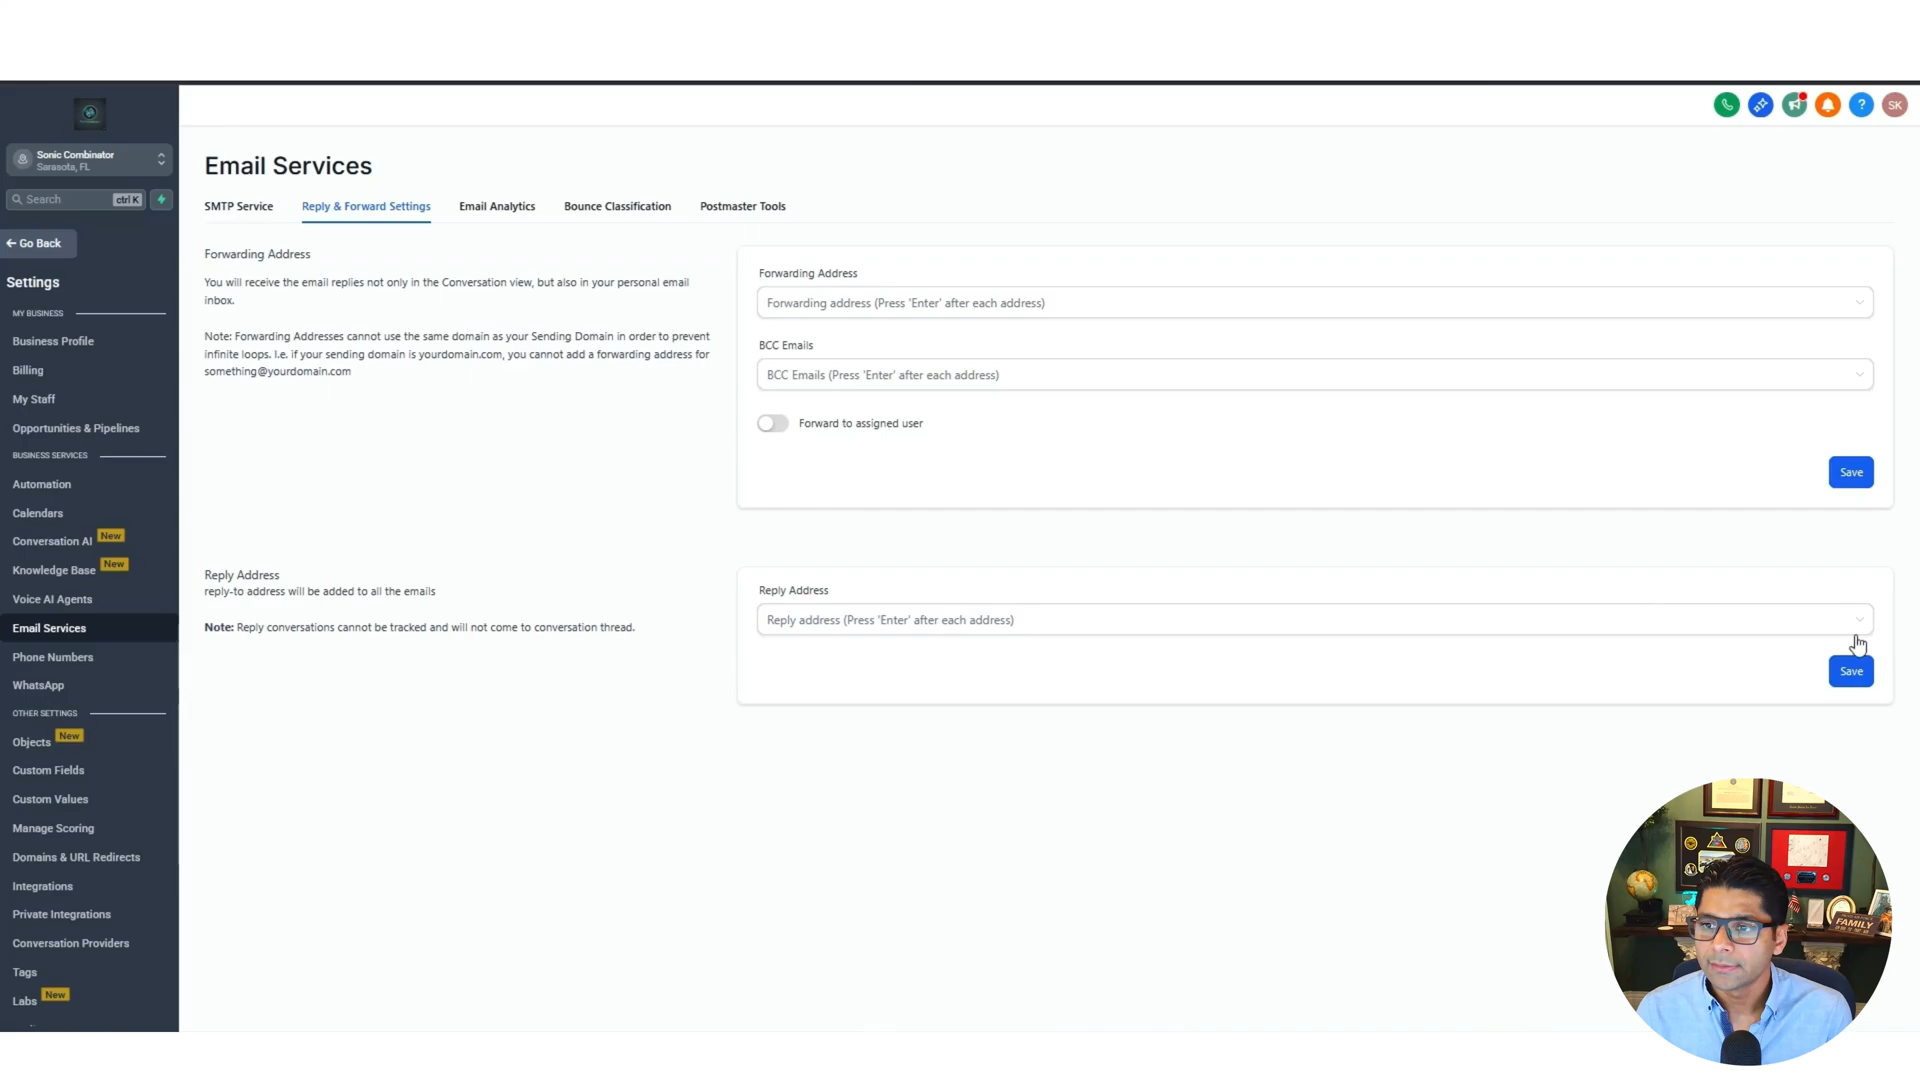 Sonic Combinator
Sarasota, FL
Search
ctrl K
Go Back
Settings
MY BUSINESS
Business Profile
Billing
My Staff
Opportunities & Pipelines
BUSINESS SERVICES
Automation
Calendars
Conversation AI New
Knowledge Base New
Voice AI Agents
Email Services
Phone Numbers
WhatsApp
OTHER SETTINGS
Objects New
Custom Fields
Custom Values
Manage Scoring
Domains & URL Redirects
Integrations
Private Integrations
Conversation Providers
Tags
Labs New
?
SK
Email Services
SMTP Service
Reply & Forward Settings
Email Analytics
Bounce Classification
Postmaster Tools
Forwarding Address
You will receive the email replies not only in the Conversation view, but also in your personal email
inbox.
Note: Forwarding Addresses cannot use the same domain as your Sending Domain in order to prevent
infinite loops. I.e. if your sending domain is yourdomain.com, you cannot add a forwarding address for
something@yourdomain.com
Forwarding Address
Forwarding address (Press 'Enter' after each address)
BCC Emails
BCC Emails (Press 'Enter' after each address)
Forward to assigned user
Save
Reply Address
reply-to address will be added to all the emails
Note: Reply conversations cannot be tracked and will not come to conversation thread.
Reply Address
Reply address (Press 'Enter' after each address)
Save
FAMILY